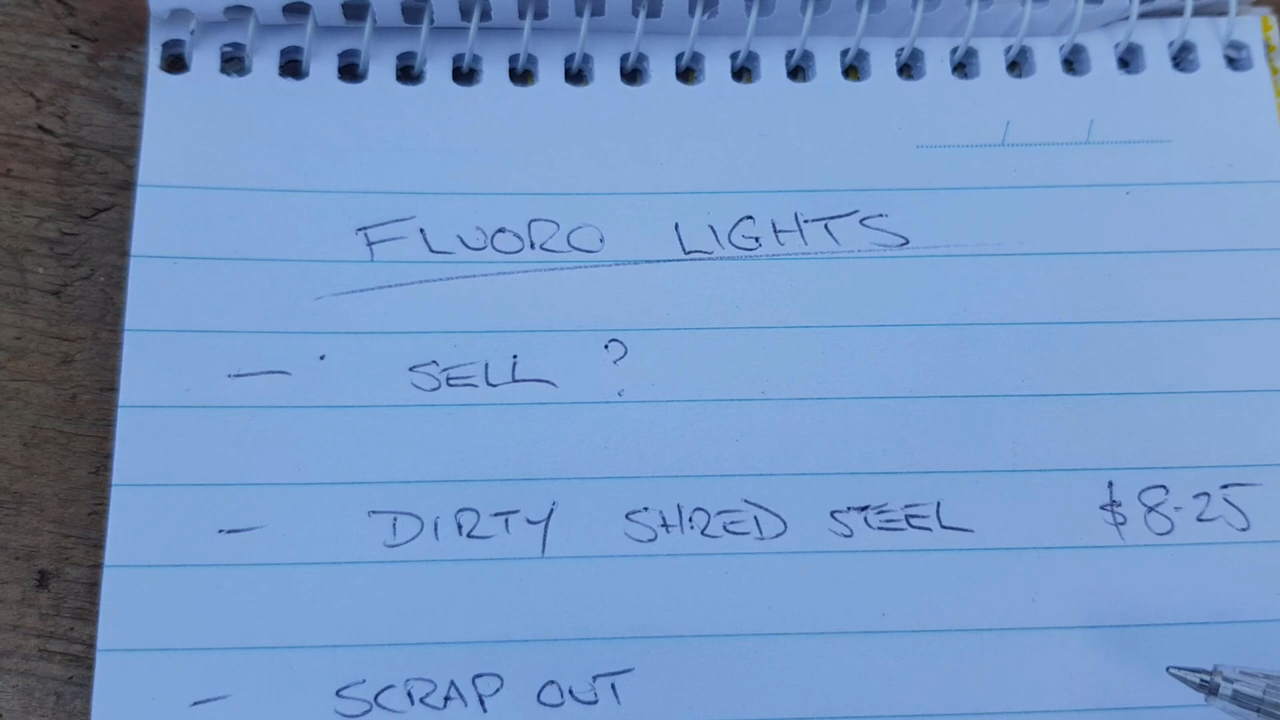 FLUORO LIGHTS
- SELL ?
- DIRTY SHRED STEEL $8.25
- SCRAP OUT